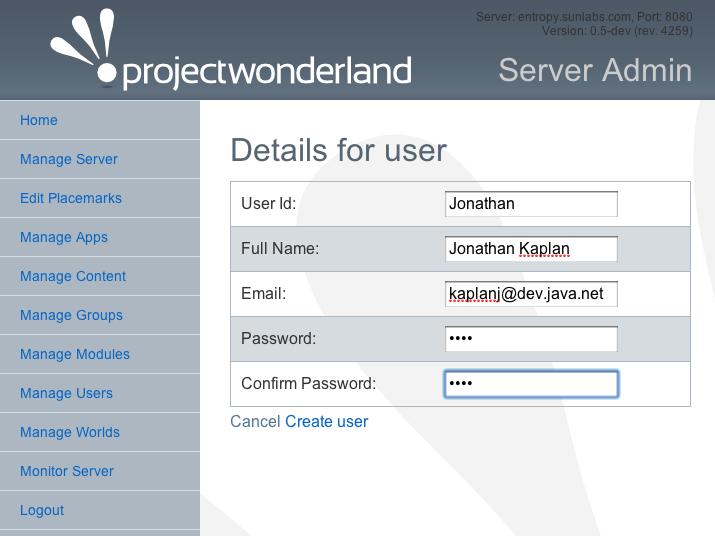 Server: entropy.sunlabs.com, Port: 8080
Version: 0.5-dev (rev. 4259)
projectwonderland
Server Admin
Home
Manage Server
Edit Placemarks
Manage Apps
Manage Content
Manage Groups
Manage Modules
Manage Users
Manage Worlds
Monitor Server
Logout
Details for user
User Id: Jonathan
Full Name: Jonathan Kaplan
Email: kaplanj@dev.java.net
Password: ••••
Confirm Password: ••••
Cancel Create user